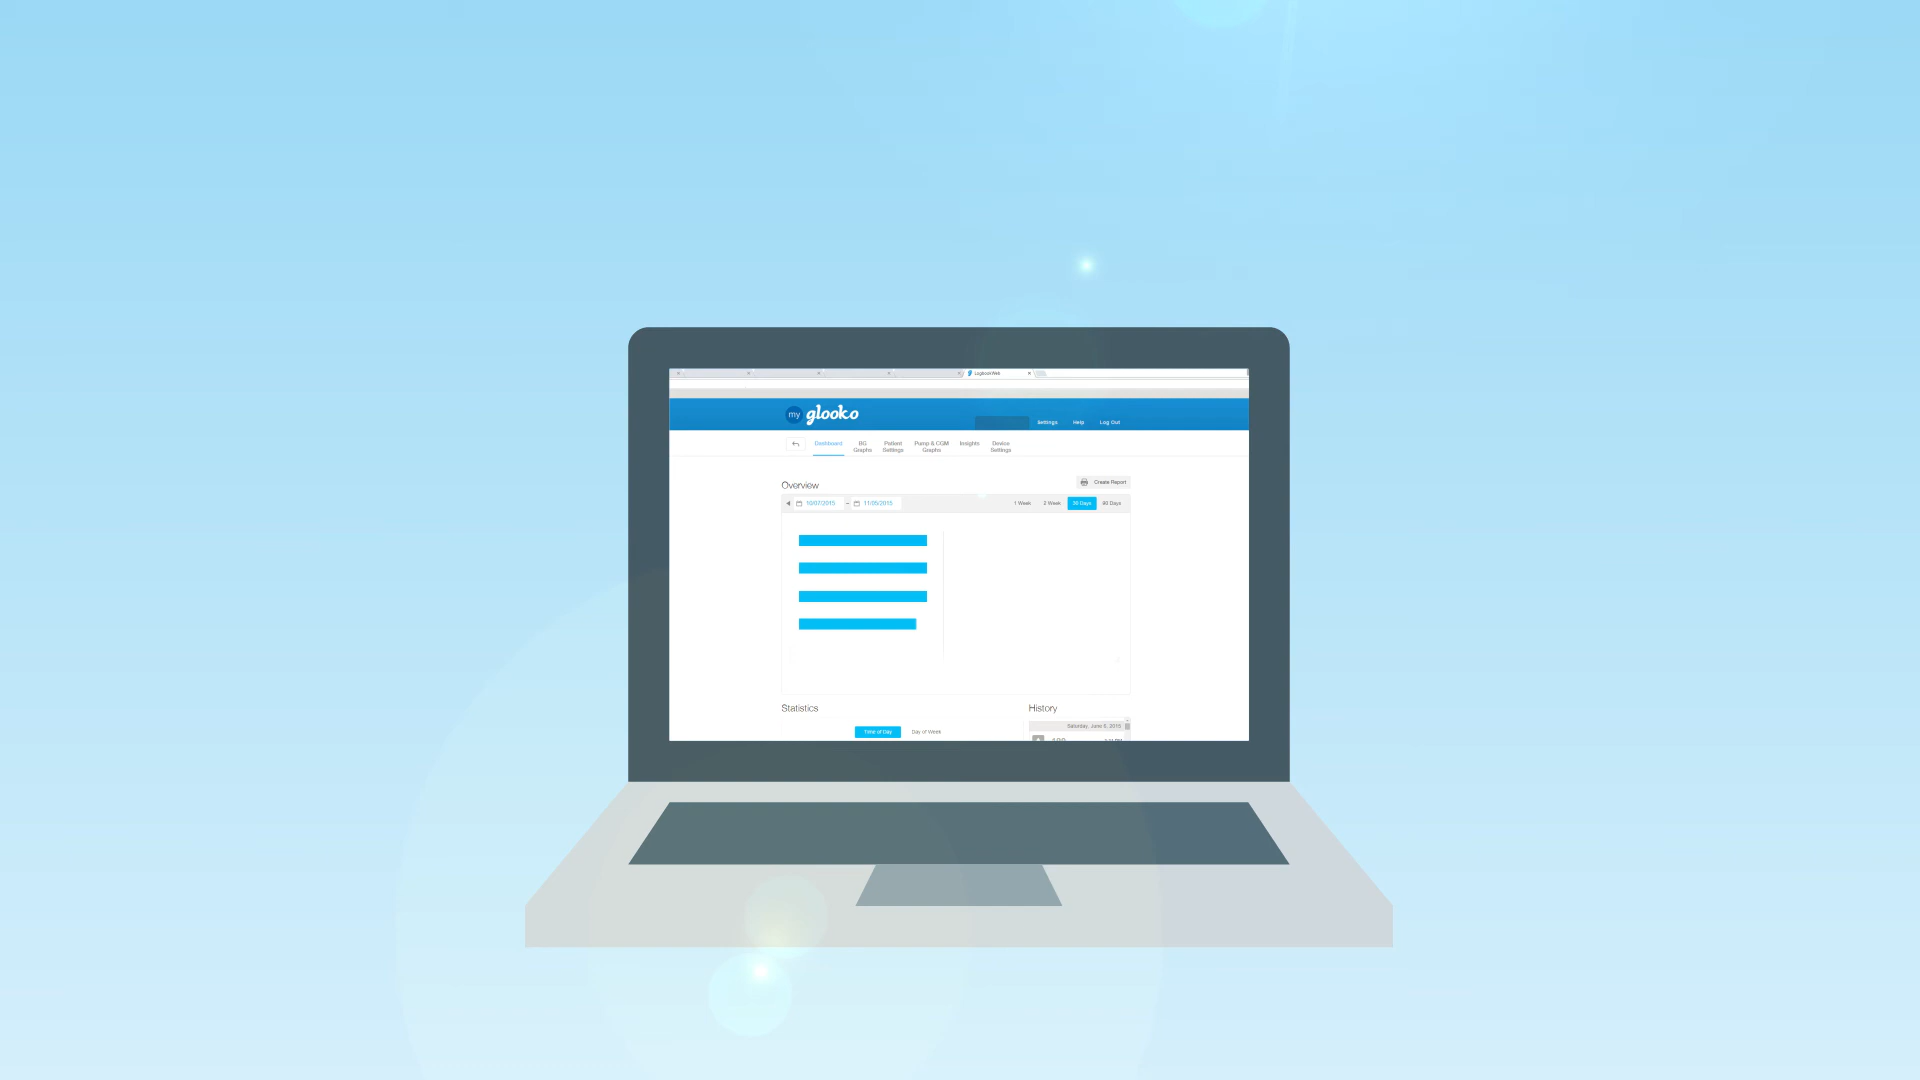 LogbookWeb
my glooko
Settings Help Log Out
Dashboard BG Graphs Patient Settings Pump & CGM Graphs Insights Device Settings
Overview
Create Report
10/07/2015 – 11/05/2015
1 Week 2 Week 30 Days 90 Days
Statistics
History
Time of Day Day of Week
Saturday, June 6, 2015